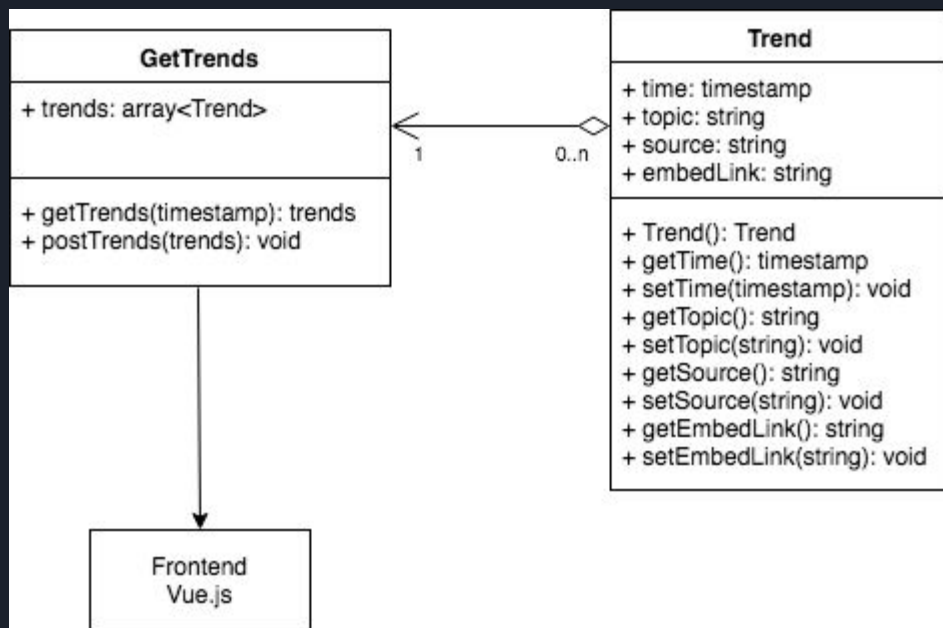 GetTrends
+ trends: array<Trend>
+ getTrends(timestamp): trends
+ postTrends(trends): void
1
0..n
Trend
+ time: timestamp
+ topic: string
+ source: string
+ embedLink: string
+ Trend(): Trend
+ getTime(): timestamp
+ setTime(timestamp): void
+ getTopic(): string
+ setTopic(string): void
+ getSource(): string
+ setSource(string): void
+ getEmbedLink(): string
+ setEmbedLink(string): void
Frontend
Vue.js